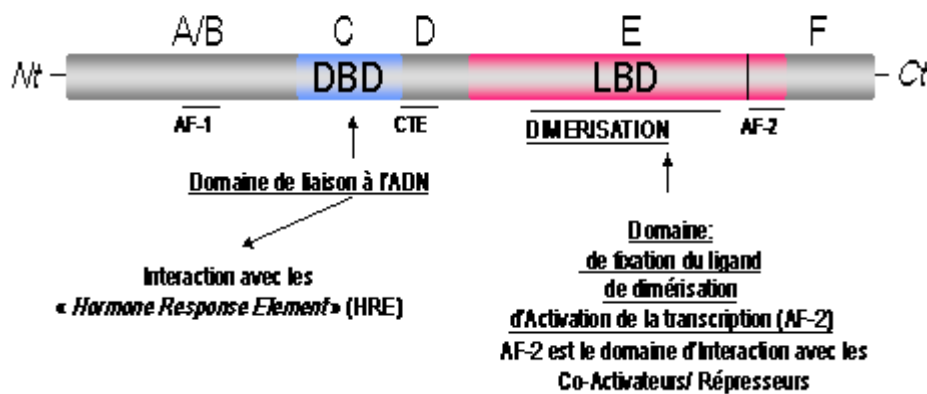 A/B C D E F
Nt DBD LBD Ct
AF-1 CTE DIMERISATION AF-2
Domaine de liaison à l'ADN
Interaction avec les
« Hormone Response Element » (HRE)
Domaine:
de fixation du ligand
de dimérisation
d'Activation de la transcription (AF-2)
AF-2 est le domaine d'Interaction avec les
Co-Activateurs/ Répresseurs